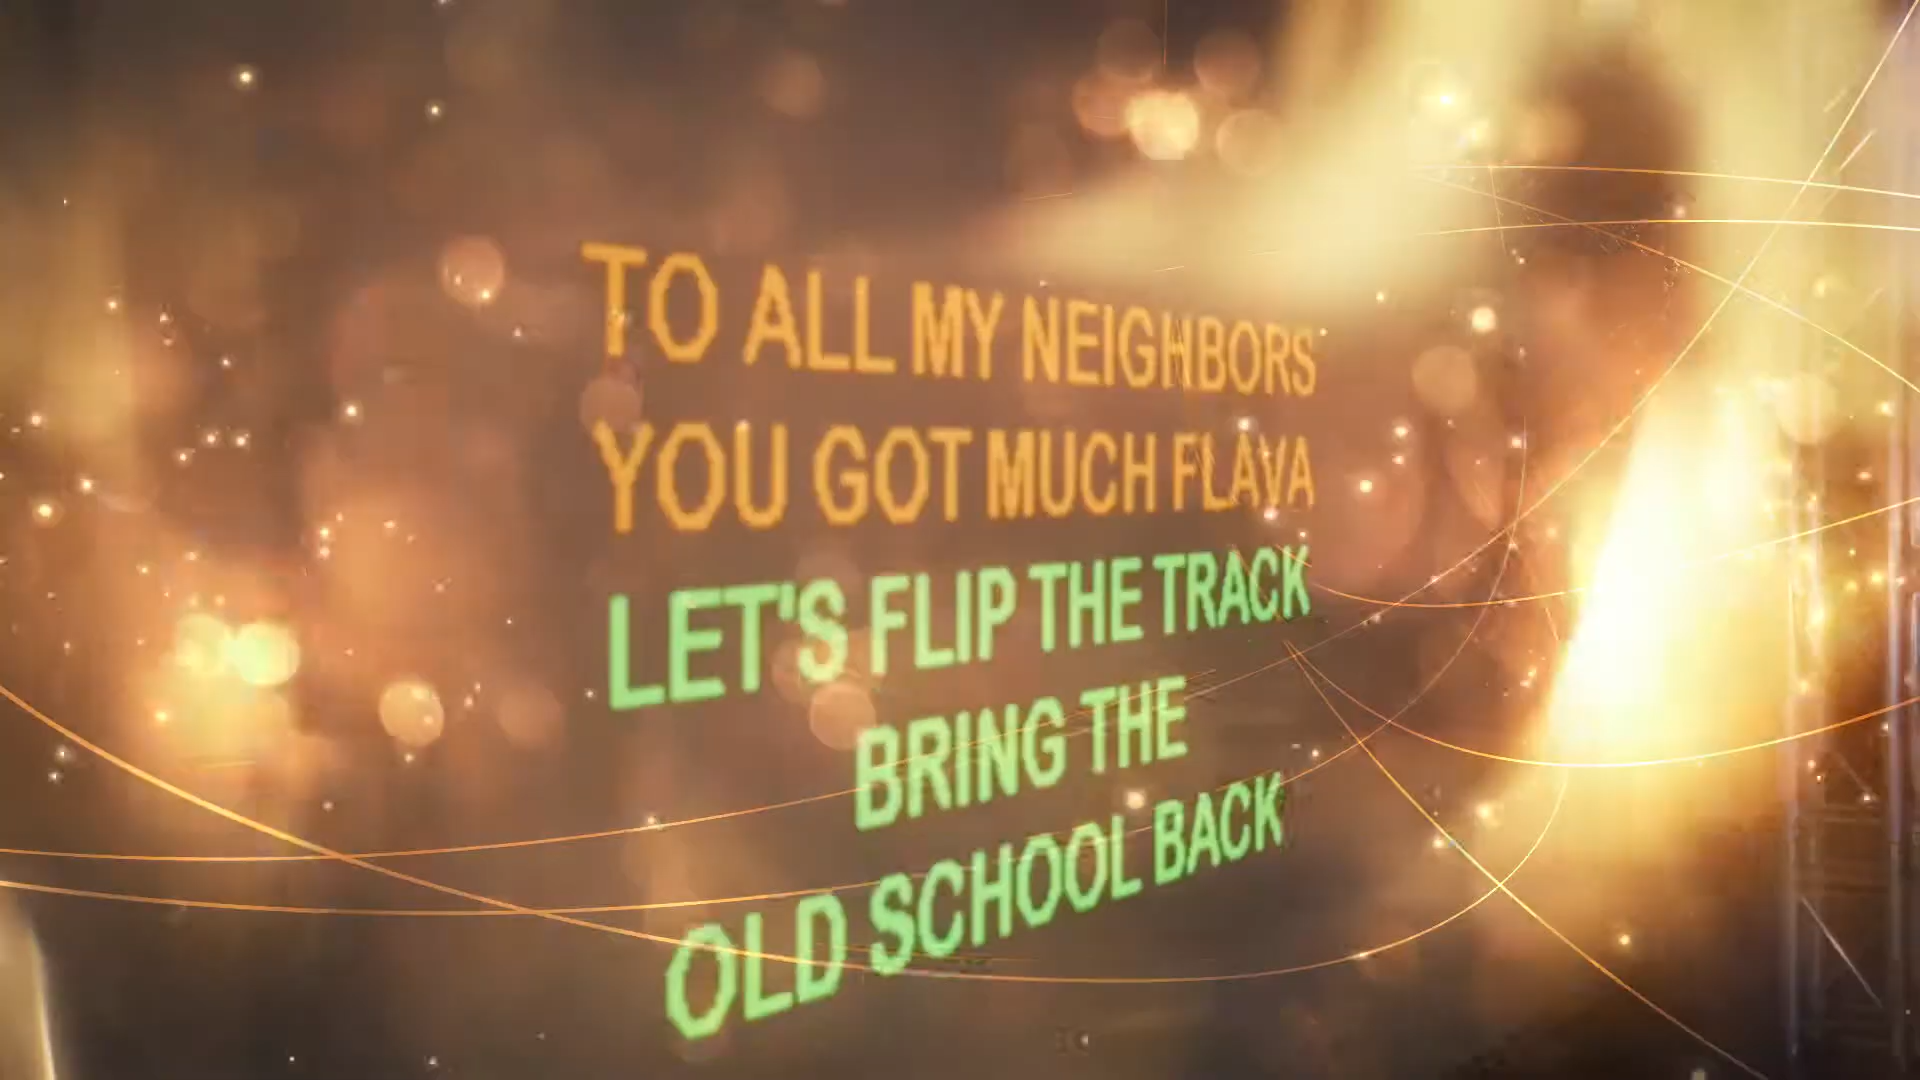 TO ALL MY NEIGHBORS
YOU GOT MUCH FLAVA
LET'S FLIP THE TRACK
BRING THE
OLD SCHOOL BACK